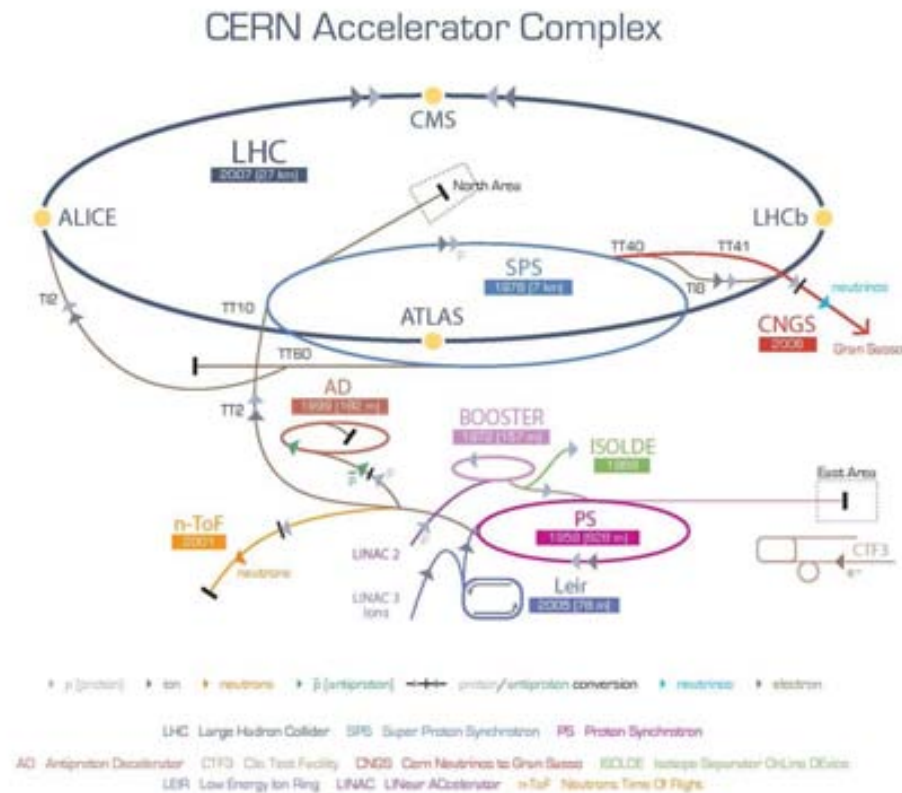 CERN Accelerator Complex
CMS
LHC
2007 (27 km)
North Area
ALICE
LHCb
TT40
TT41
SPS
1976 (7 km)
TI8
TI2
TT10
neutrinos
ATLAS
CNGS
2006
Gran Sasso
TT60
AD
1999 (182 m)
TT2
BOOSTER
1972 (157 m)
ISOLDE
1989
p
East Area
n-ToF
2001
PS
1959 (628 m)
LINAC 2
CTF3
neutrons
e-
LINAC 3
Ions
Leir
2005 (78 m)
p (proton) ion neutrons p̄ (antiproton) proton/antiproton conversion neutrinos electron
LHC Large Hadron Collider SPS Super Proton Synchrotron PS Proton Synchrotron
AD Antiproton Decelerator CTF3 Clic Test Facility CNGS Cern Neutrinos to Gran Sasso ISOLDE Isotope Separator OnLine DEvice
LEIR Low Energy Ion Ring LINAC LINear ACcelerator n-ToF Neutrons Time Of Flight